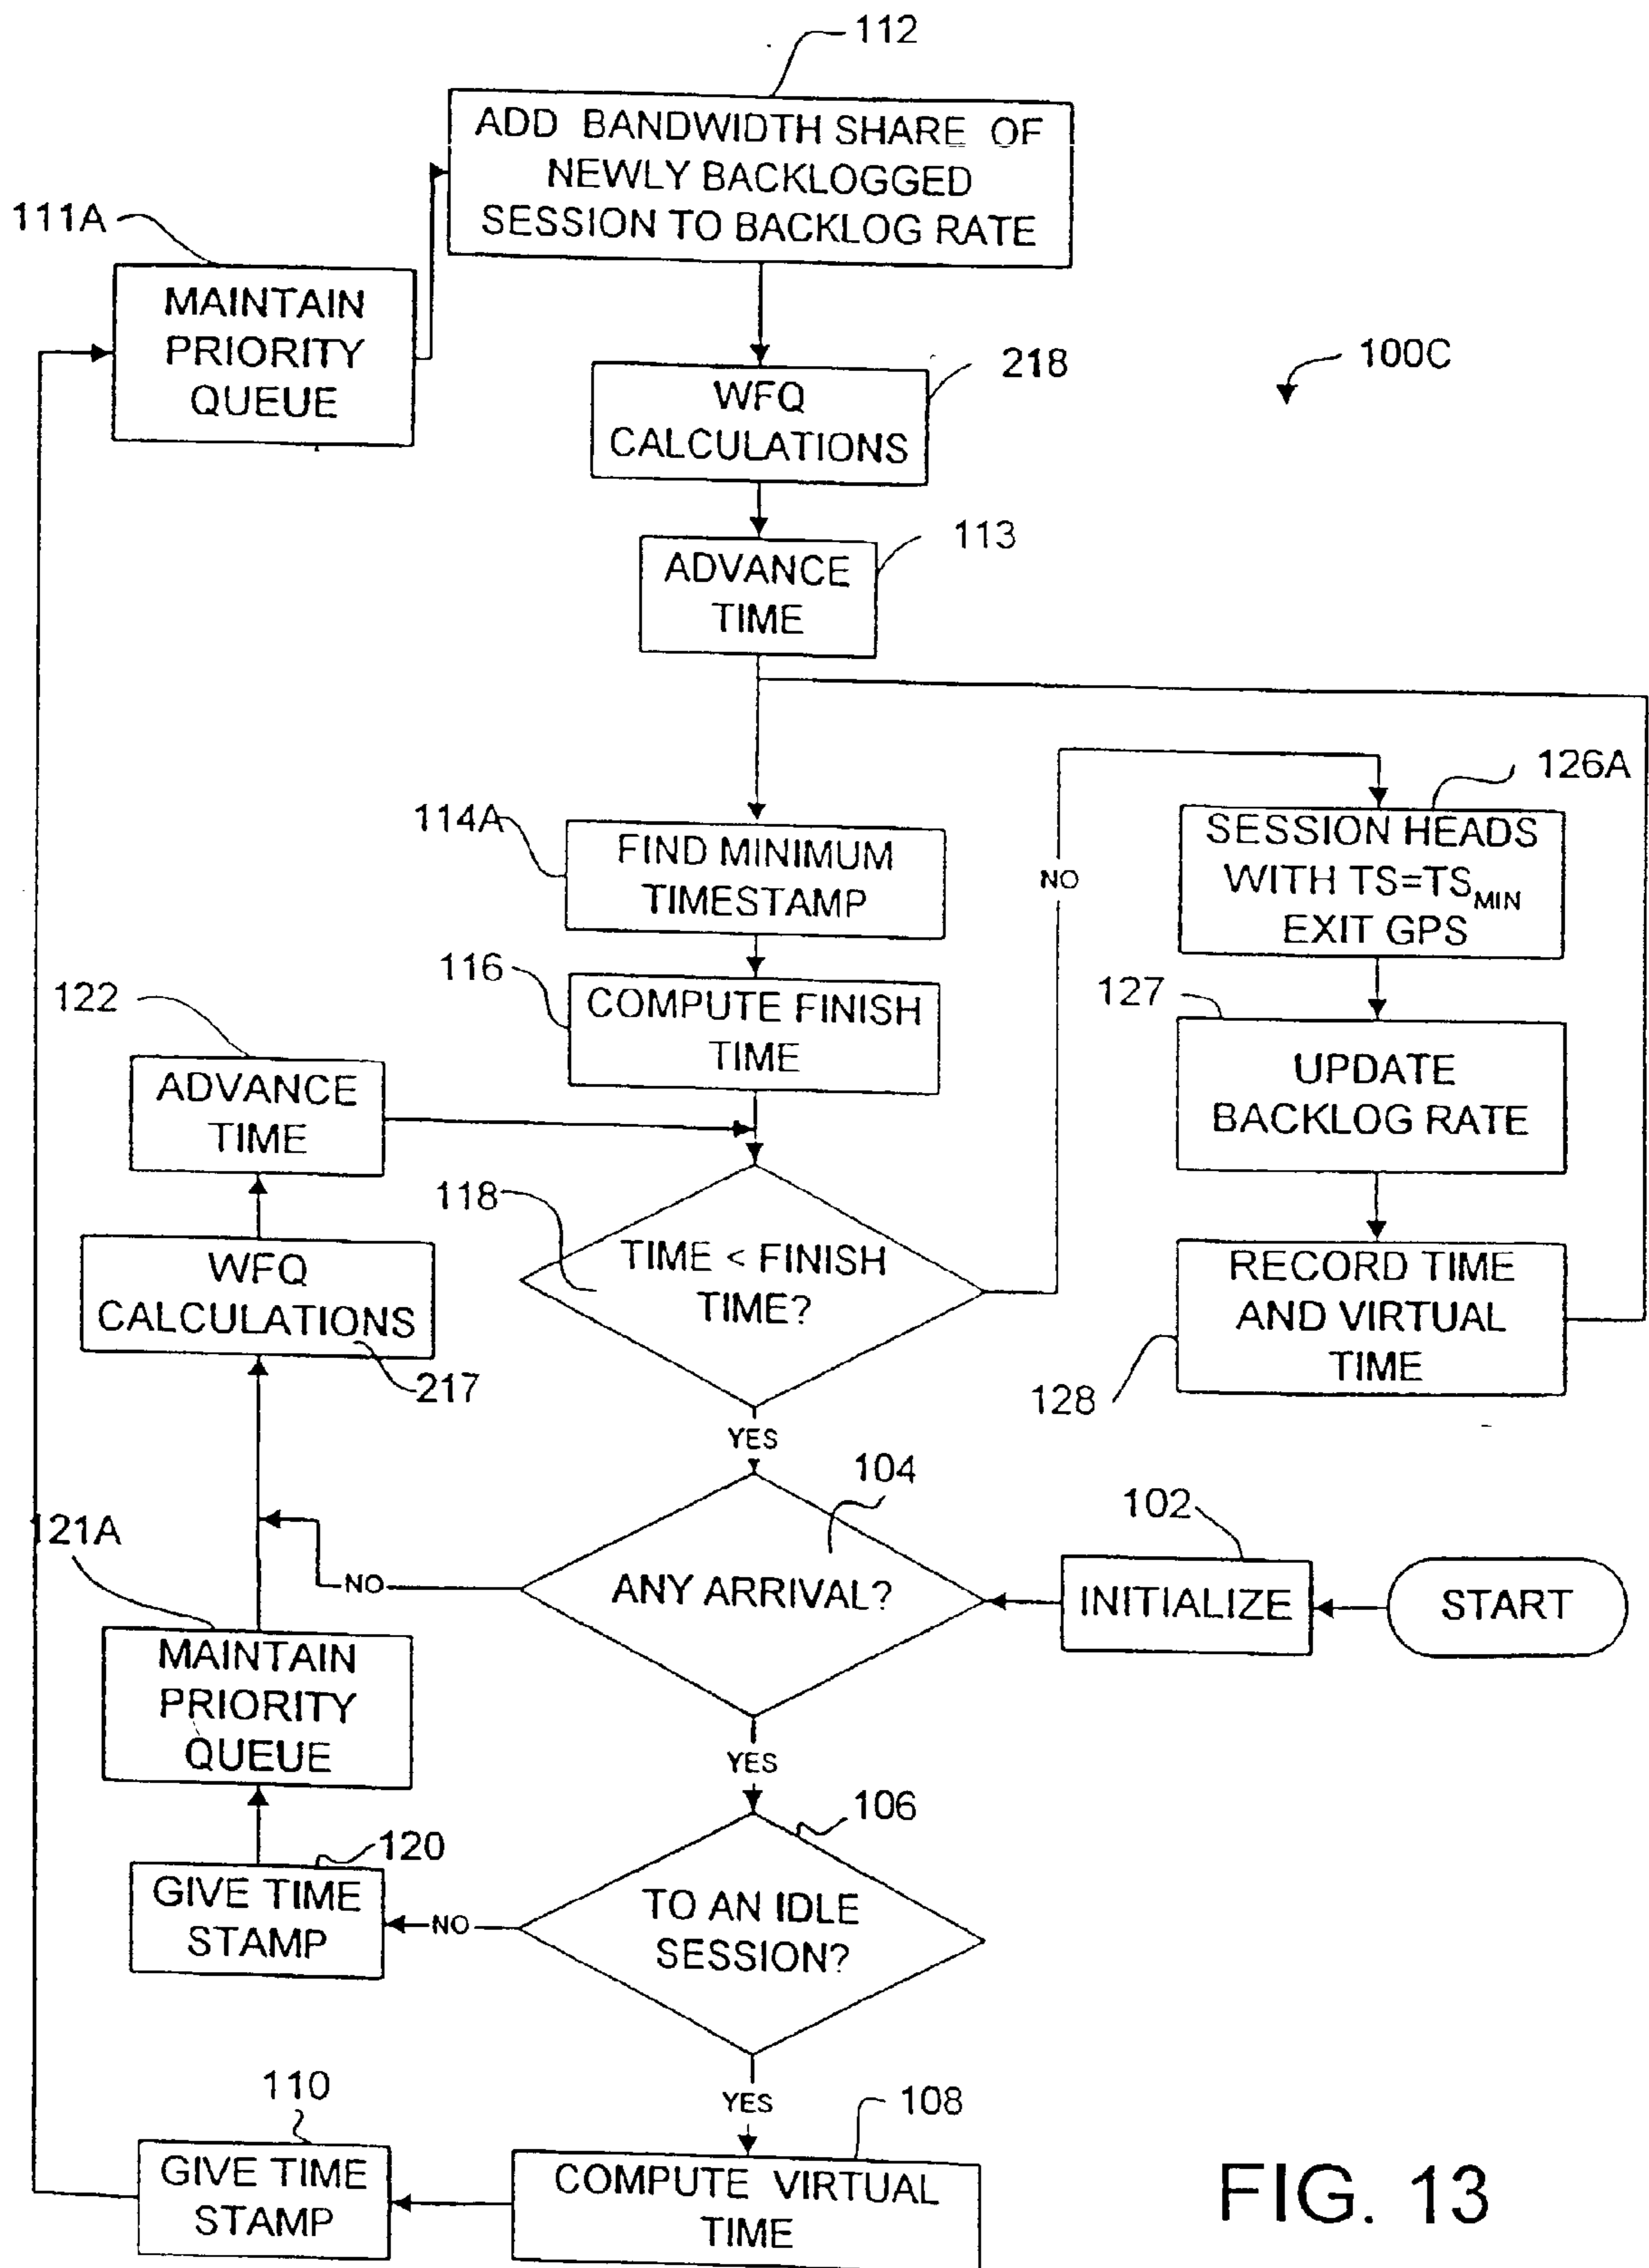 112
ADD BANDWIDTH SHARE OF
NEWLY BACKLOGGED
SESSION TO BACKLOG RATE
111A
MAINTAIN
PRIORITY
QUEUE
218
WFQ
CALCULATIONS
100C
113
ADVANCE
TIME
114A
FIND MINIMUM
TIMESTAMP
NO
126A
SESSION HEADS
WITH TS=TSMIN
EXIT GPS
116
COMPUTE FINISH
TIME
127
UPDATE
BACKLOG RATE
122
ADVANCE
TIME
118
TIME < FINISH
TIME?
RECORD TIME
AND VIRTUAL
TIME
128
WFQ
CALCULATIONS
217
YES
104
ANY ARRIVAL?
NO
102
INITIALIZE
START
121A
MAINTAIN
PRIORITY
QUEUE
YES
106
TO AN IDLE
SESSION?
NO
120
GIVE TIME
STAMP
YES
108
COMPUTE VIRTUAL
TIME
110
GIVE TIME
STAMP
FIG. 13